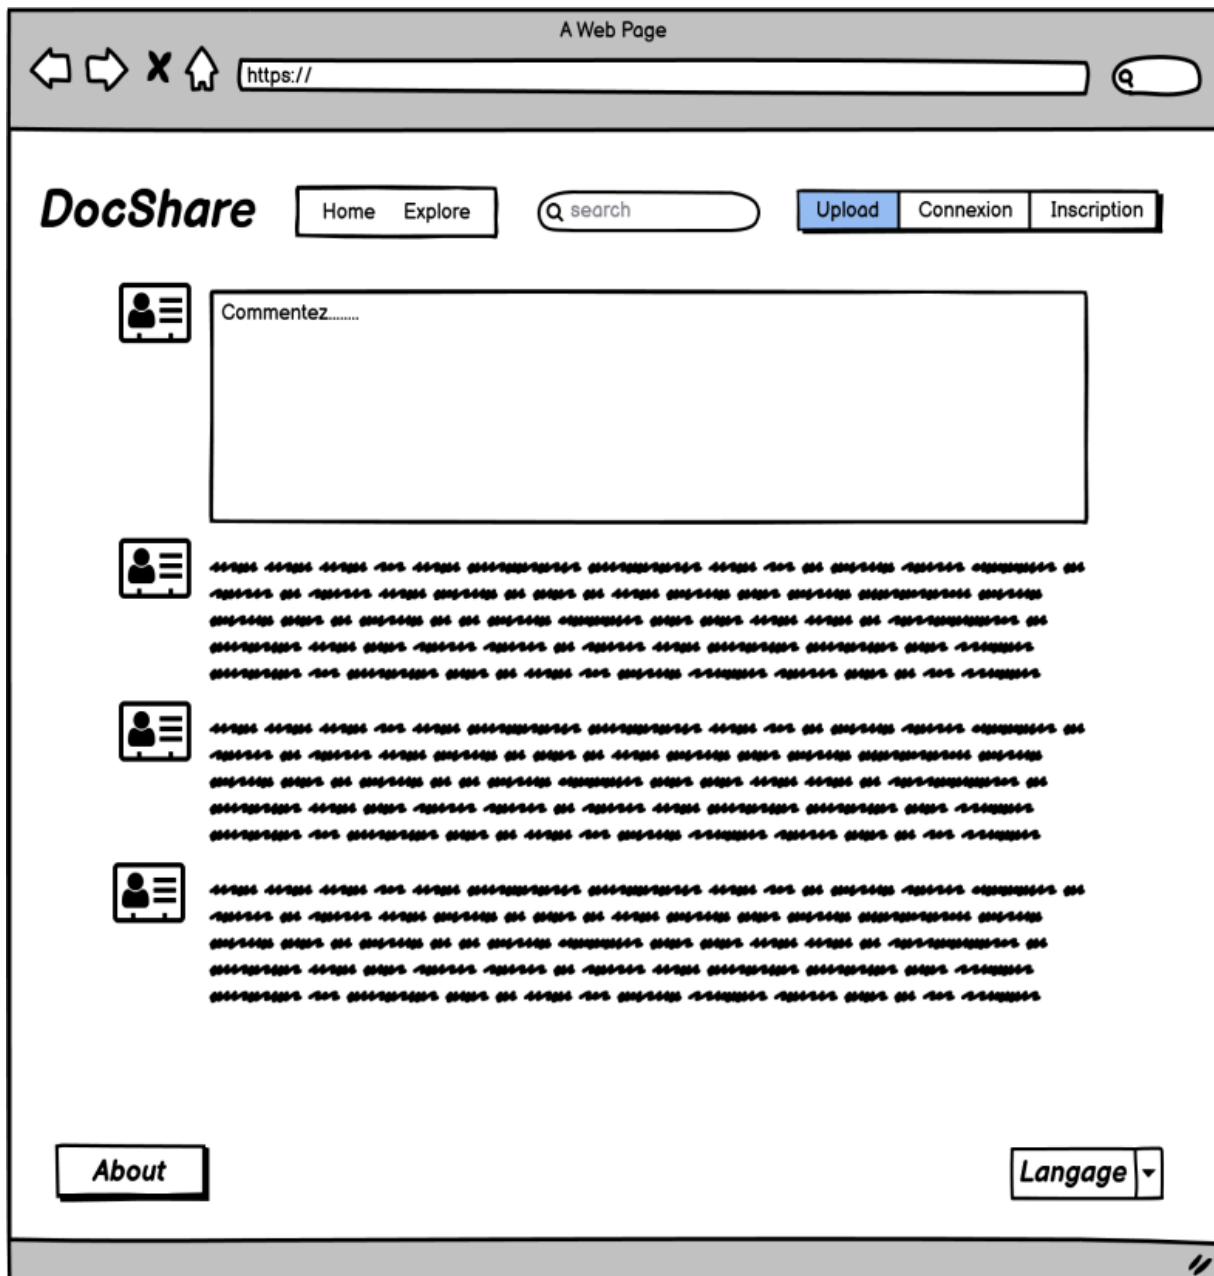 A Web Page
https://
DocShare
Home Explore
search
Upload Connexion Inscription
Commentez........
About
Langage